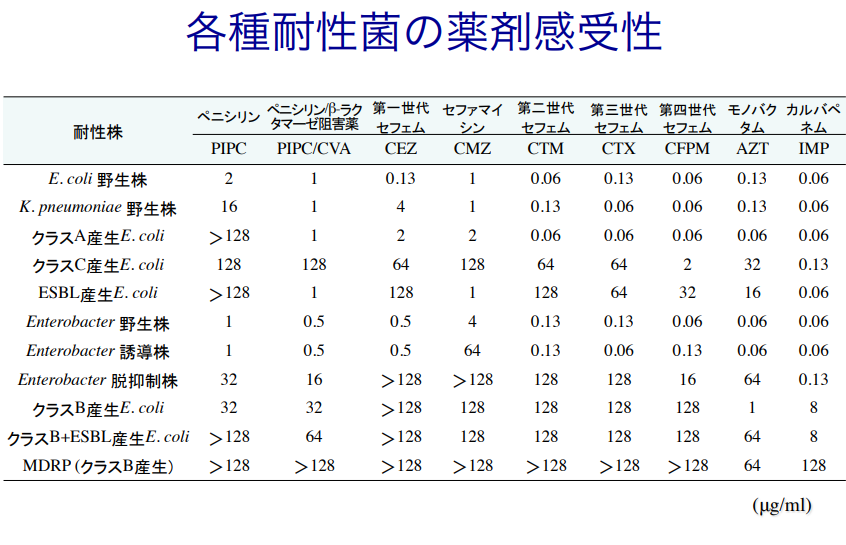 各種耐性菌の薬剤感受性
耐性株 ペニシリン ペニシリン/β-ラクタマーゼ阻害薬 第一世代セフェム セファマイシン 第二世代セフェム 第三世代セフェム 第四世代セフェム モノバクタム カルバペネム
PIPC PIPC/CVA CEZ CMZ CTM CTX CFPM AZT IMP
E. coli 野生株 2 1 0.13 1 0.06 0.13 0.06 0.13 0.06
K. pneumoniae 野生株 16 1 4 1 0.13 0.06 0.06 0.13 0.06
クラスA産生E. coli ＞128 1 2 2 0.06 0.06 0.06 0.06 0.06
クラスC産生E. coli 128 128 64 128 64 64 2 32 0.13
ESBL産生E. coli ＞128 1 128 1 128 64 32 16 0.06
Enterobacter 野生株 1 0.5 0.5 4 0.13 0.13 0.06 0.06 0.06
Enterobacter 誘導株 1 0.5 0.5 64 0.13 0.06 0.13 0.06 0.06
Enterobacter 脱抑制株 32 16 ＞128 ＞128 128 128 16 64 0.13
クラスB産生E. coli 32 32 ＞128 128 128 128 128 1 8
クラスB+ESBL産生E. coli ＞128 64 ＞128 128 128 128 128 64 8
MDRP（クラスB産生） ＞128 ＞128 ＞128 ＞128 ＞128 ＞128 ＞128 64 128
(μg/ml)